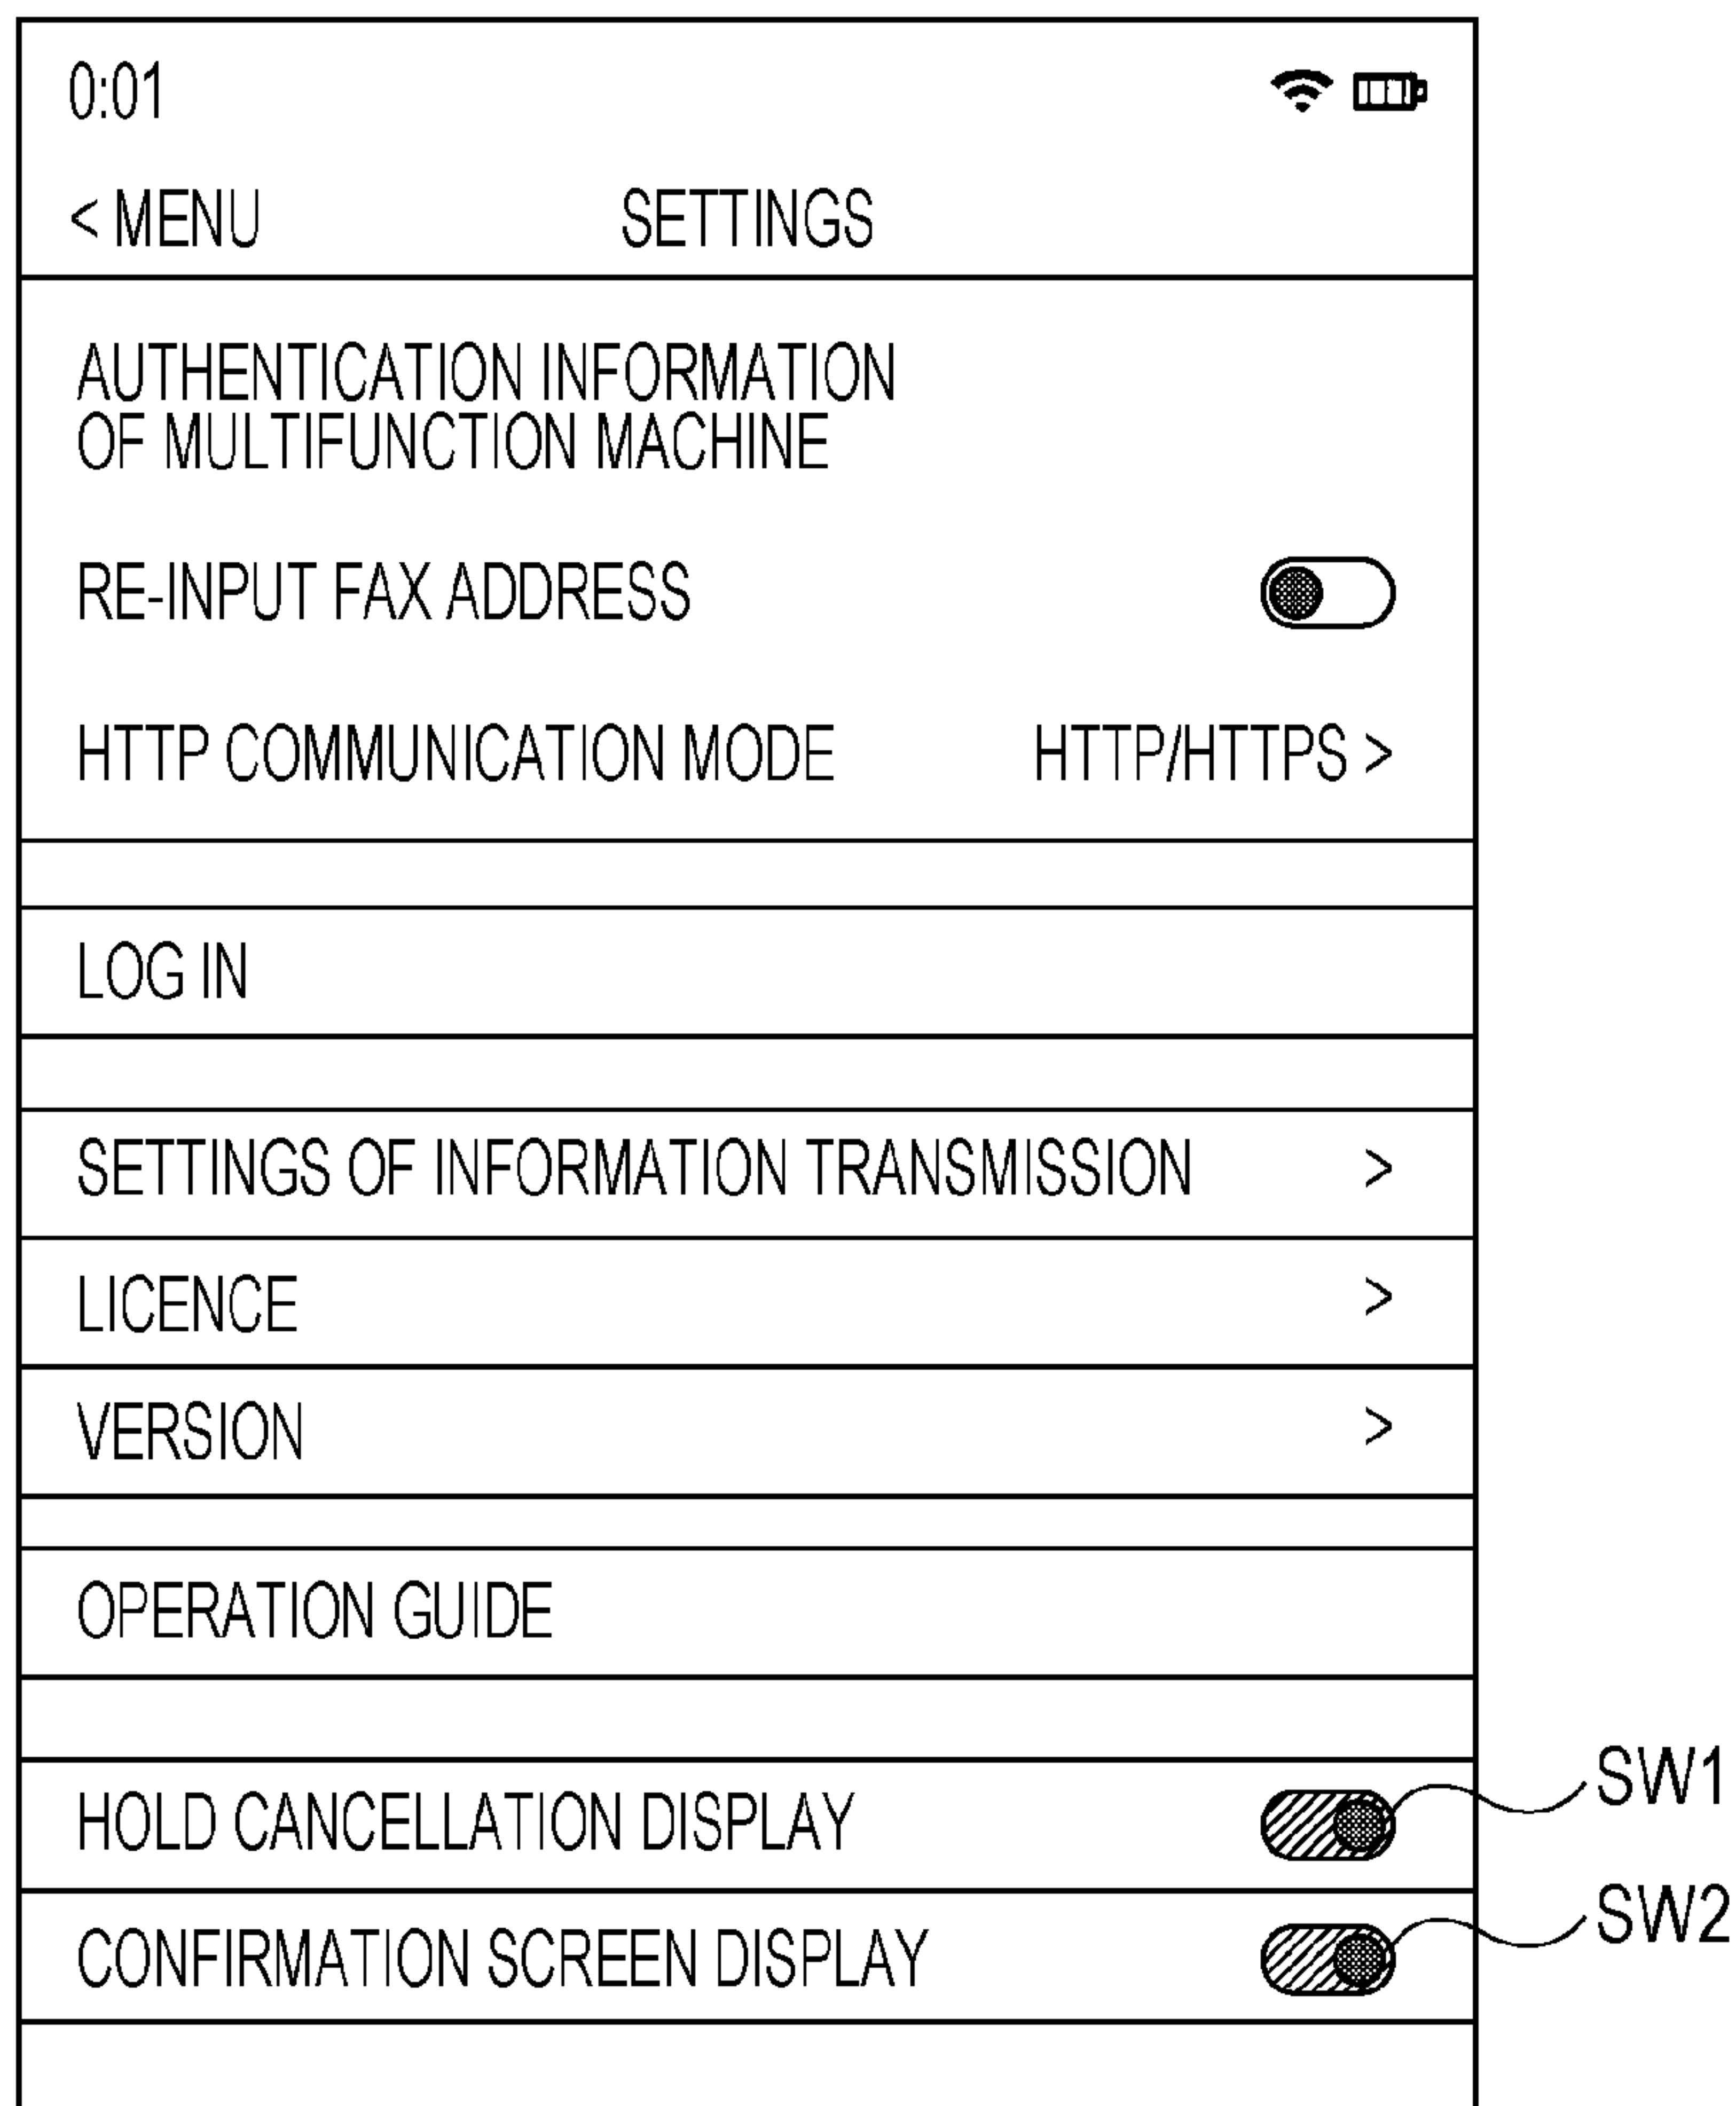 0:01
< MENU SETTINGS
AUTHENTICATION INFORMATION
OF MULTIFUNCTION MACHINE
RE-INPUT FAX ADDRESS
HTTP COMMUNICATION MODE HTTP/HTTPS >
LOG IN
SETTINGS OF INFORMATION TRANSMISSION >
LICENCE >
VERSION >
OPERATION GUIDE
HOLD CANCELLATION DISPLAY SW1
CONFIRMATION SCREEN DISPLAY SW2